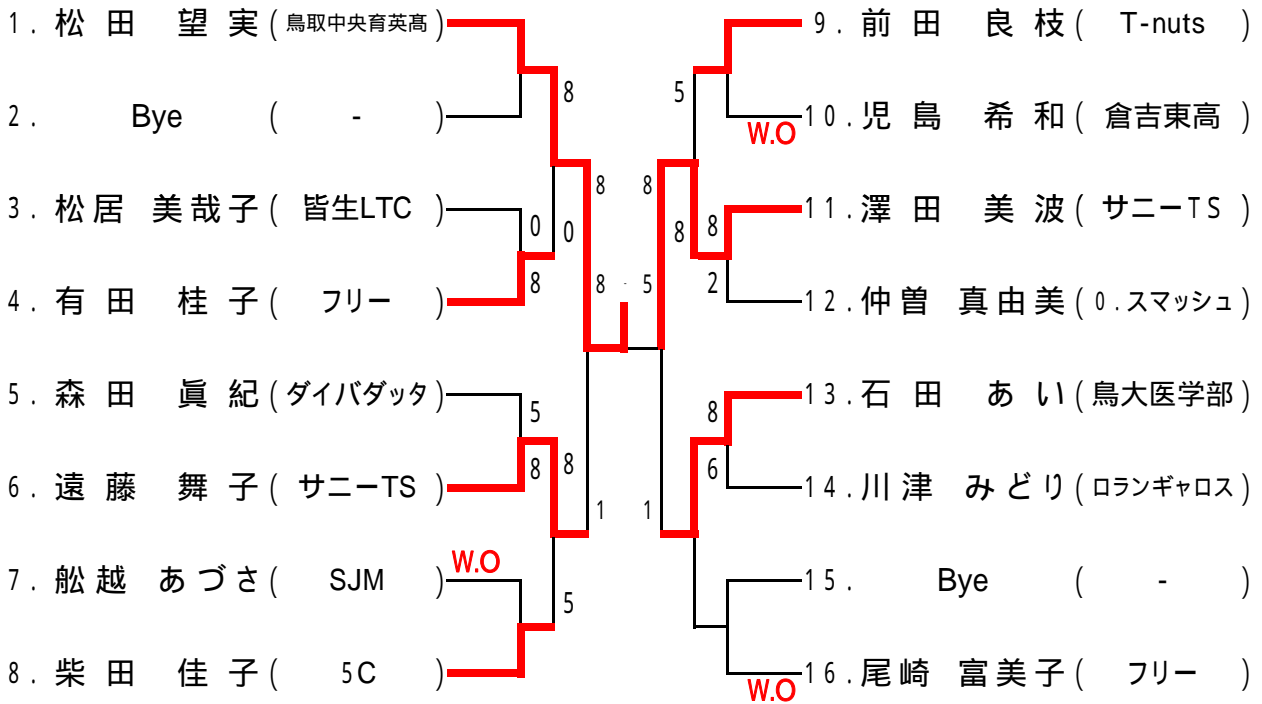 1. 松田 望実 (鳥取中央育英高)
2. Bye ( - )
3. 松居 美哉子 (皆生LTC)
4. 有田 桂子 (フリー)
5. 森田 眞紀 (ダイバダッタ)
6. 遠藤 舞子 (サニーTS)
7. 舩越 あづさ (SJM)
8. 柴田 佳子 (5C)
W.O
8
0
8
5
8
8
0
8
5
8
1
8
5
8
1
5
8
8
2
8
6
9. 前田 良枝 (T-nuts)
10. 児島 希和 (倉吉東高)
W.O
11. 澤田 美波 (サニーTS)
12. 仲曽 真由美 (O.スマッシュ)
13. 石田 あい (鳥大医学部)
14. 川津 みどり (ロランギャロス)
15. Bye ( - )
16. 尾崎 富美子 (フリー)
W.O